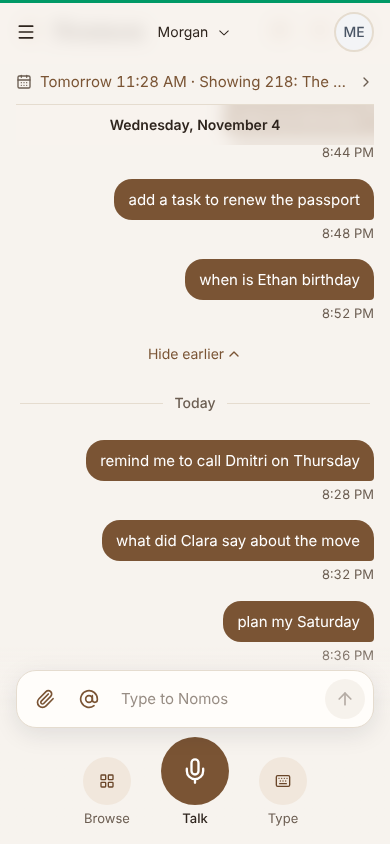 Morgan
ME
Tomorrow 11:28 AM · Showing 218: The ...
Wednesday, November 4
8:44 PM
add a task to renew the passport
8:48 PM
when is Ethan birthday
8:52 PM
Hide earlier
Today
remind me to call Dmitri on Thursday
8:28 PM
what did Clara say about the move
8:32 PM
plan my Saturday
8:36 PM
Type to Nomos
Browse
Talk
Type